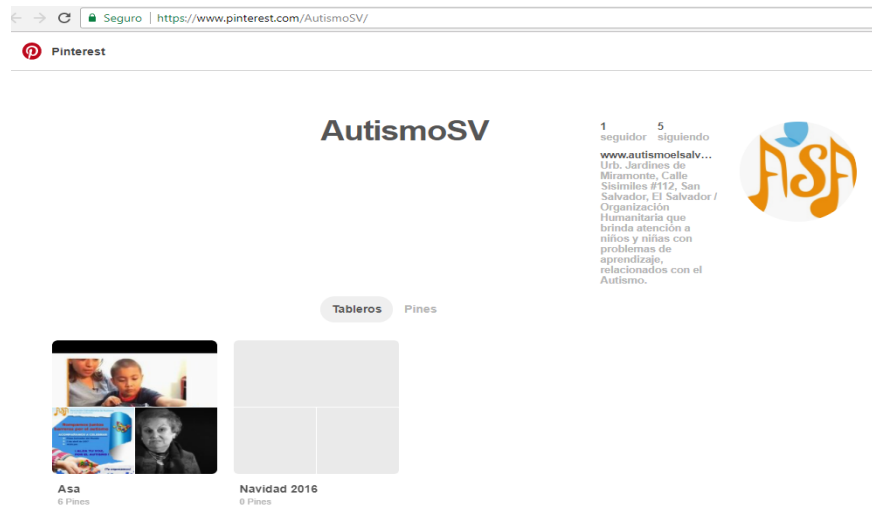 Seguro | https://www.pinterest.com/AutismoSV/
Pinterest
AutismoSV
1 5
seguidor siguiendo
www.autismoelsalv...
Urb. Jardines de
Miramonte, Calle
Sisimiles #112, San
Salvador, El Salvador /
Organización
Humanitaria que
brinda atención a
niños y niñas con
problemas de
aprendizaje,
relacionados con el
Autismo.
ASA
Tableros Pines
Asa
6 Pines
Navidad 2016
0 Pines